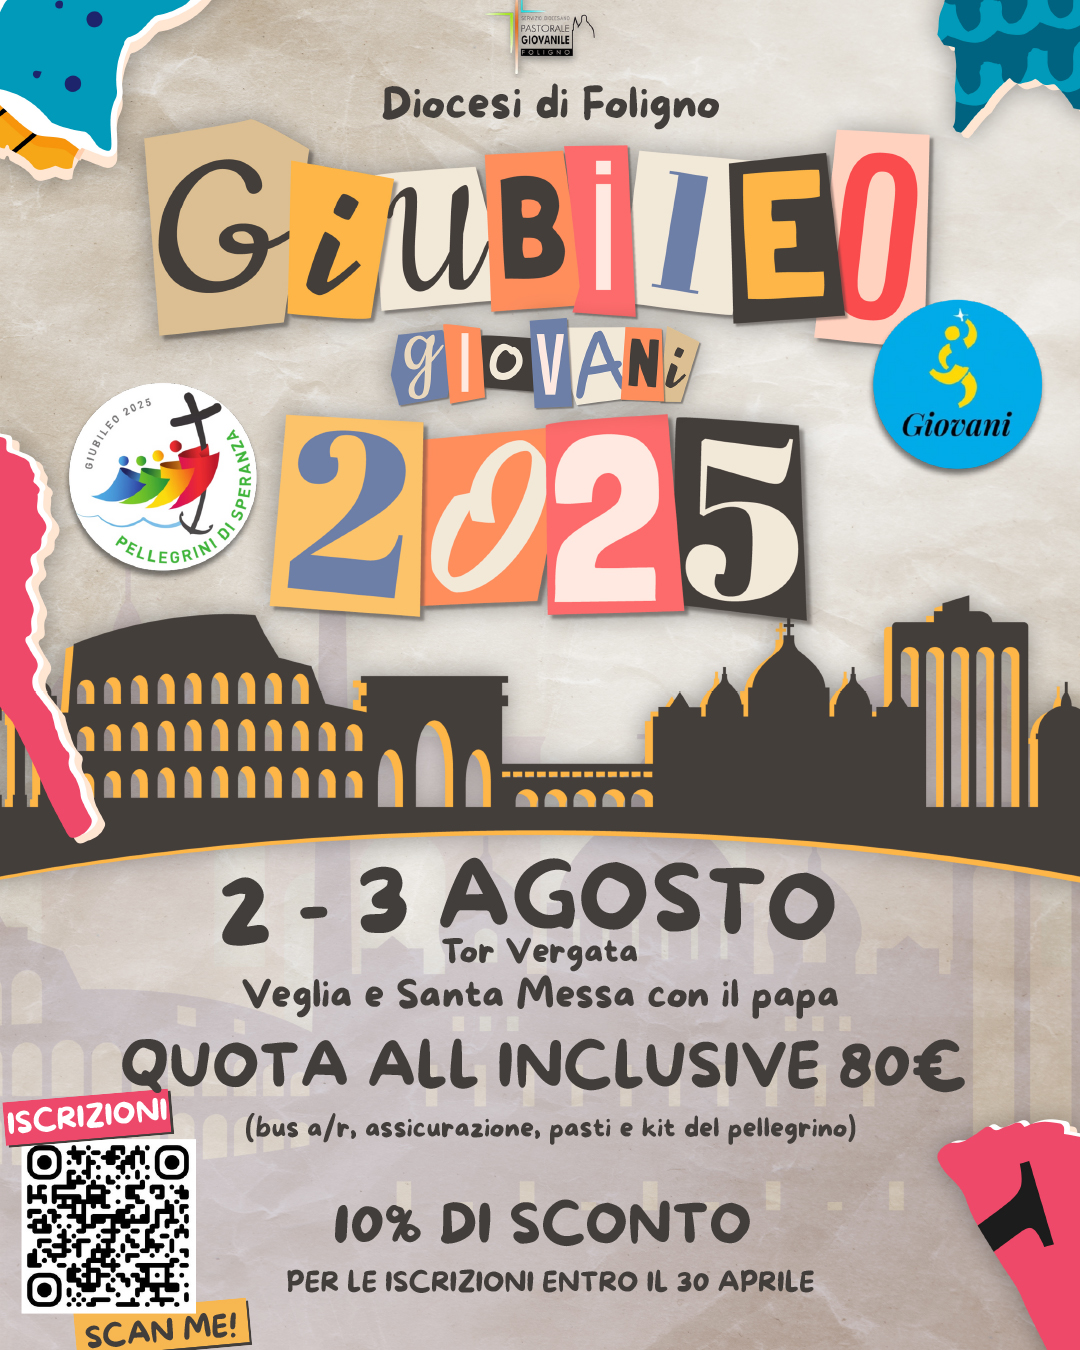 SERVIZIO DIOCESANO
PASTORALE
GIOVANILE
FOLIGNO
Diocesi di Foligno
GiUBilEO
gIOVANi
2025
Giovani
GIUBILEO 2025
PELLEGRINI DI SPERANZA
2 - 3 AGOSTO
Tor Vergata
Veglia e Santa Messa con il papa
QUOTA ALL INCLUSIVE 80€
(bus a/r, assicurazione, pasti e kit del pellegrino)
ISCRIZIONI
10% DI SCONTO
PER LE ISCRIZIONI ENTRO IL 30 APRILE
SCAN ME!